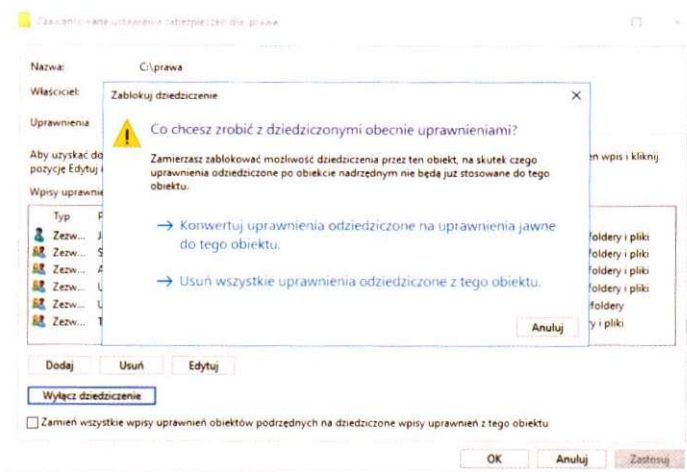 Zaawansowane ustawienia zabezpieczeń dla: prawa
Nazwa: C:\prawa
Właściciel:
Zablokuj dziedziczenie
Uprawnienia
Co chcesz zrobić z dziedziczonymi obecnie uprawnieniami?
Aby uzyskać do
en wpis i kliknij
pozycję Edytuj
Zamierzasz zablokować możliwość dziedziczenia przez ten obiekt, na skutek czego
uprawnienia odziedziczone po obiekcie nadrzędnym nie będą już stosowane do tego
obiektu.
Wpisy uprawnie
Typ P
→ Konwertuj uprawnienia odziedziczone na uprawnienia jawne
do tego obiektu.
Zezw... J
foldery i pliki
Zezw... S
foldery i pliki
Zezw... A
foldery i pliki
Zezw... U
foldery i pliki
Zezw... U
foldery
Zezw... T
y i pliki
→ Usuń wszystkie uprawnienia odziedziczone z tego obiektu.
Anuluj
Dodaj Usuń Edytuj
Wyłącz dziedziczenie
Zamień wszystkie wpisy uprawnień obiektów podrzędnych na dziedziczone wpisy uprawnień z tego obiektu
OK Anuluj Zastosuj